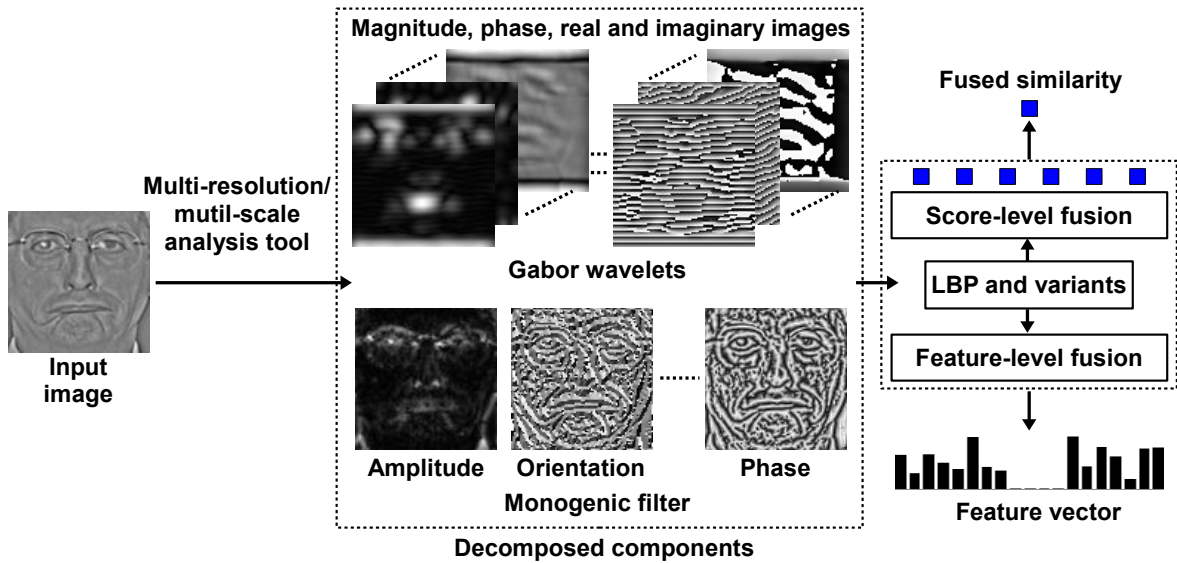 Magnitude, phase, real and imaginary images
Multi-resolution/
mutil-scale
analysis tool
Input
image
Gabor wavelets
Amplitude
Orientation
Phase
Monogenic filter
Decomposed components
Fused similarity
Score-level fusion
LBP and variants
Feature-level fusion
Feature vector